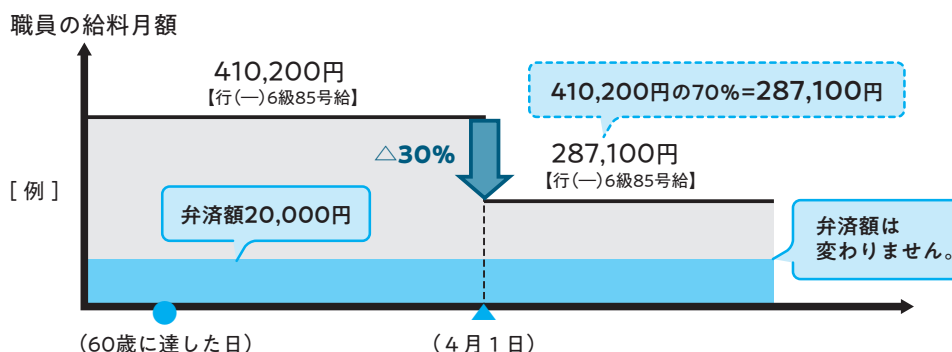 職員の給料月額
410,200円
【行(一)6級85号給】
410,200円の70%=287,100円
△30%
287,100円
【行(一)6級85号給】
[ 例 ]
弁済額20,000円
弁済額は
変わりません。
(60歳に達した日)
(4月1日)